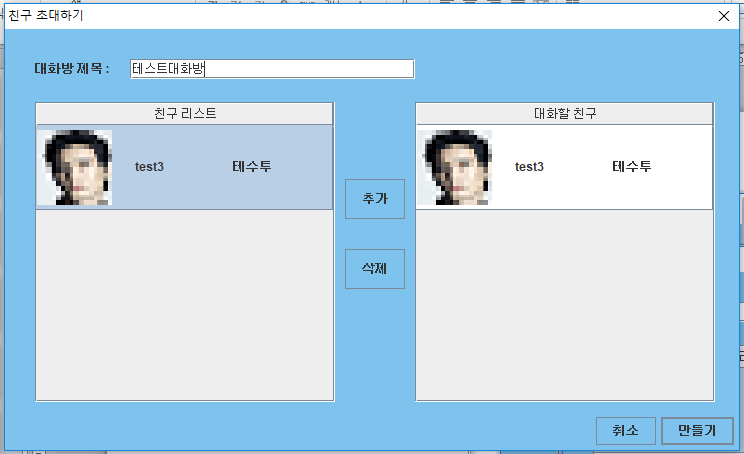 친구 초대하기
대화방 제목 :
테스트대화방
친구 리스트
대화할 친구
test3
테수투
test3
테수투
추가
삭제
취소
만들기